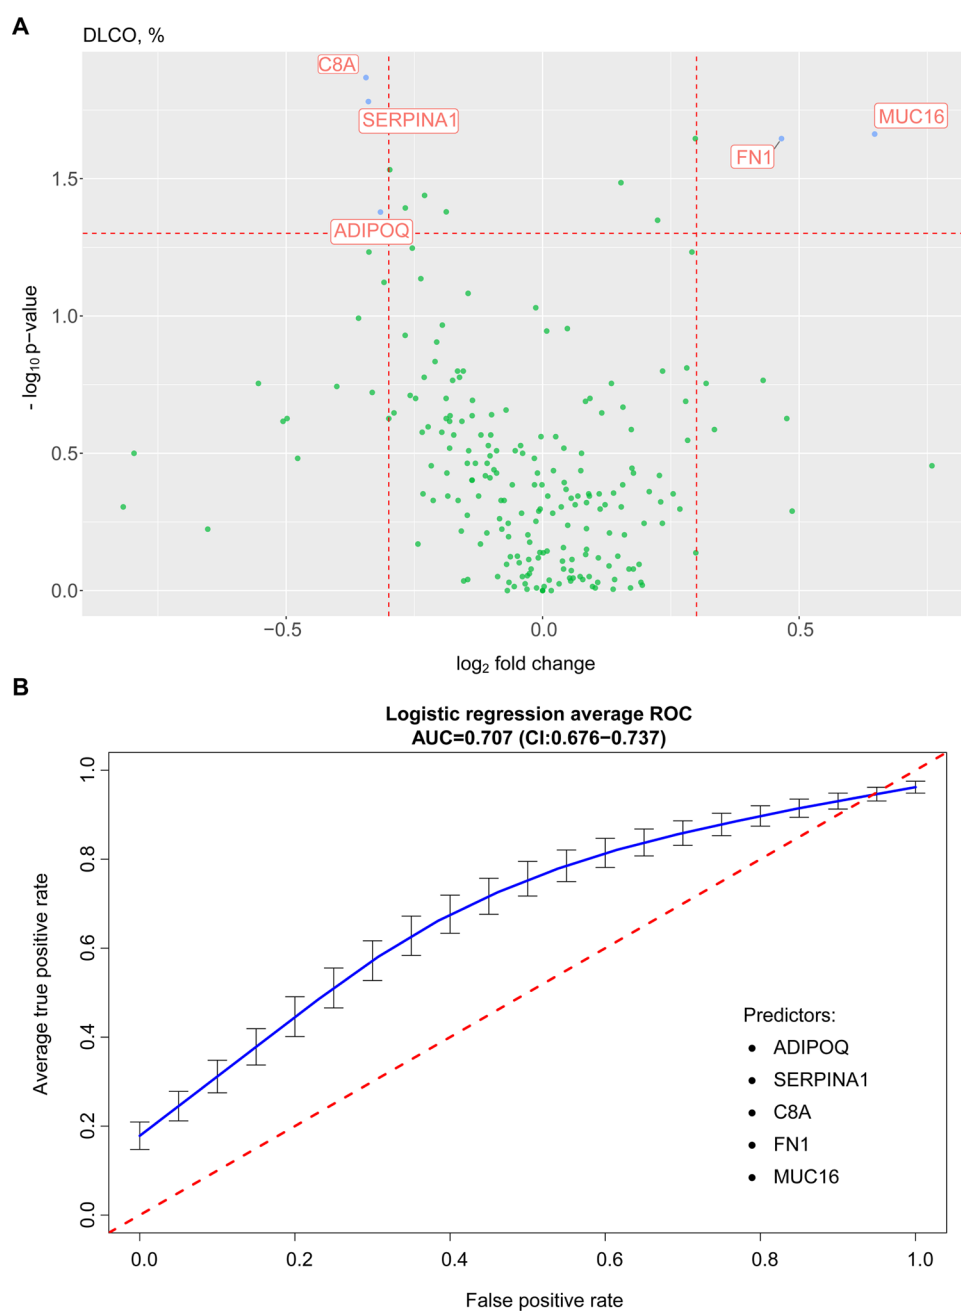 A
DLCO, %
C8A
SERPINA1
MUC16
FN1
ADIPOQ
1.5
1.0
0.5
0.0
- log10 p−value
−0.5
0.0
0.5
log2 fold change
B
Logistic regression average ROC
AUC=0.707 (CI:0.676−0.737)
1.0
0.8
0.6
0.4
0.2
0.0
Average true positive rate
Predictors:
ADIPOQ
SERPINA1
C8A
FN1
MUC16
0.0
0.2
0.4
0.6
0.8
1.0
False positive rate